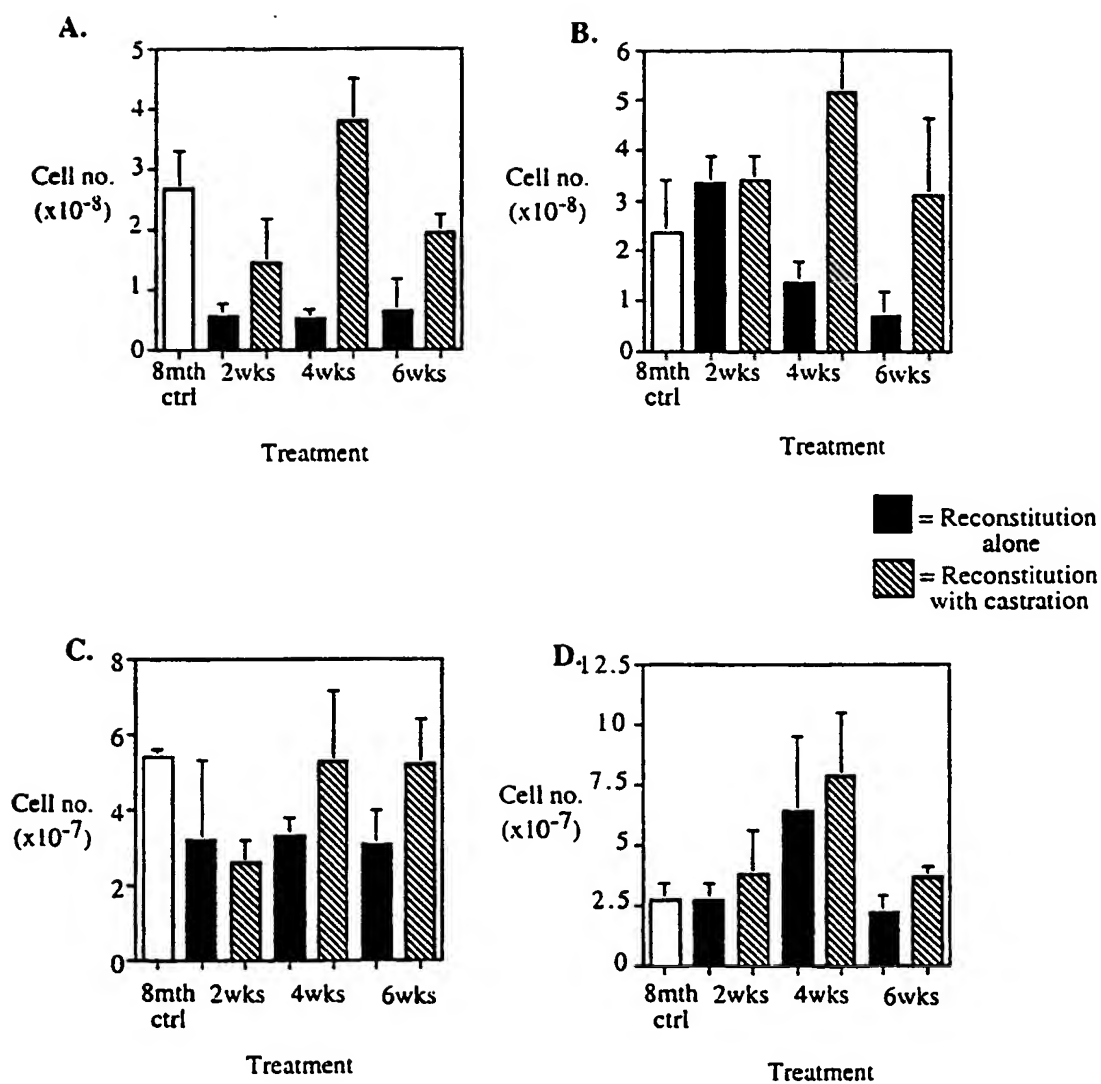 A.
5
4
3
2
1
0
Cell no.
(x10⁻⁸)
8mth 2wks 4wks 6wks
ctrl
Treatment
B.
6
5
4
3
2
1
0
Cell no.
(x10⁻⁸)
8mth 2wks 4wks 6wks
ctrl
Treatment
= Reconstitution
alone
= Reconstitution
with castration
C.
8
6
4
2
0
Cell no.
(x10⁻⁷)
8mth 2wks 4wks 6wks
ctrl
Treatment
D.
12.5
10
7.5
5
2.5
0
Cell no.
(x10⁻⁷)
8mth 2wks 4wks 6wks
ctrl
Treatment